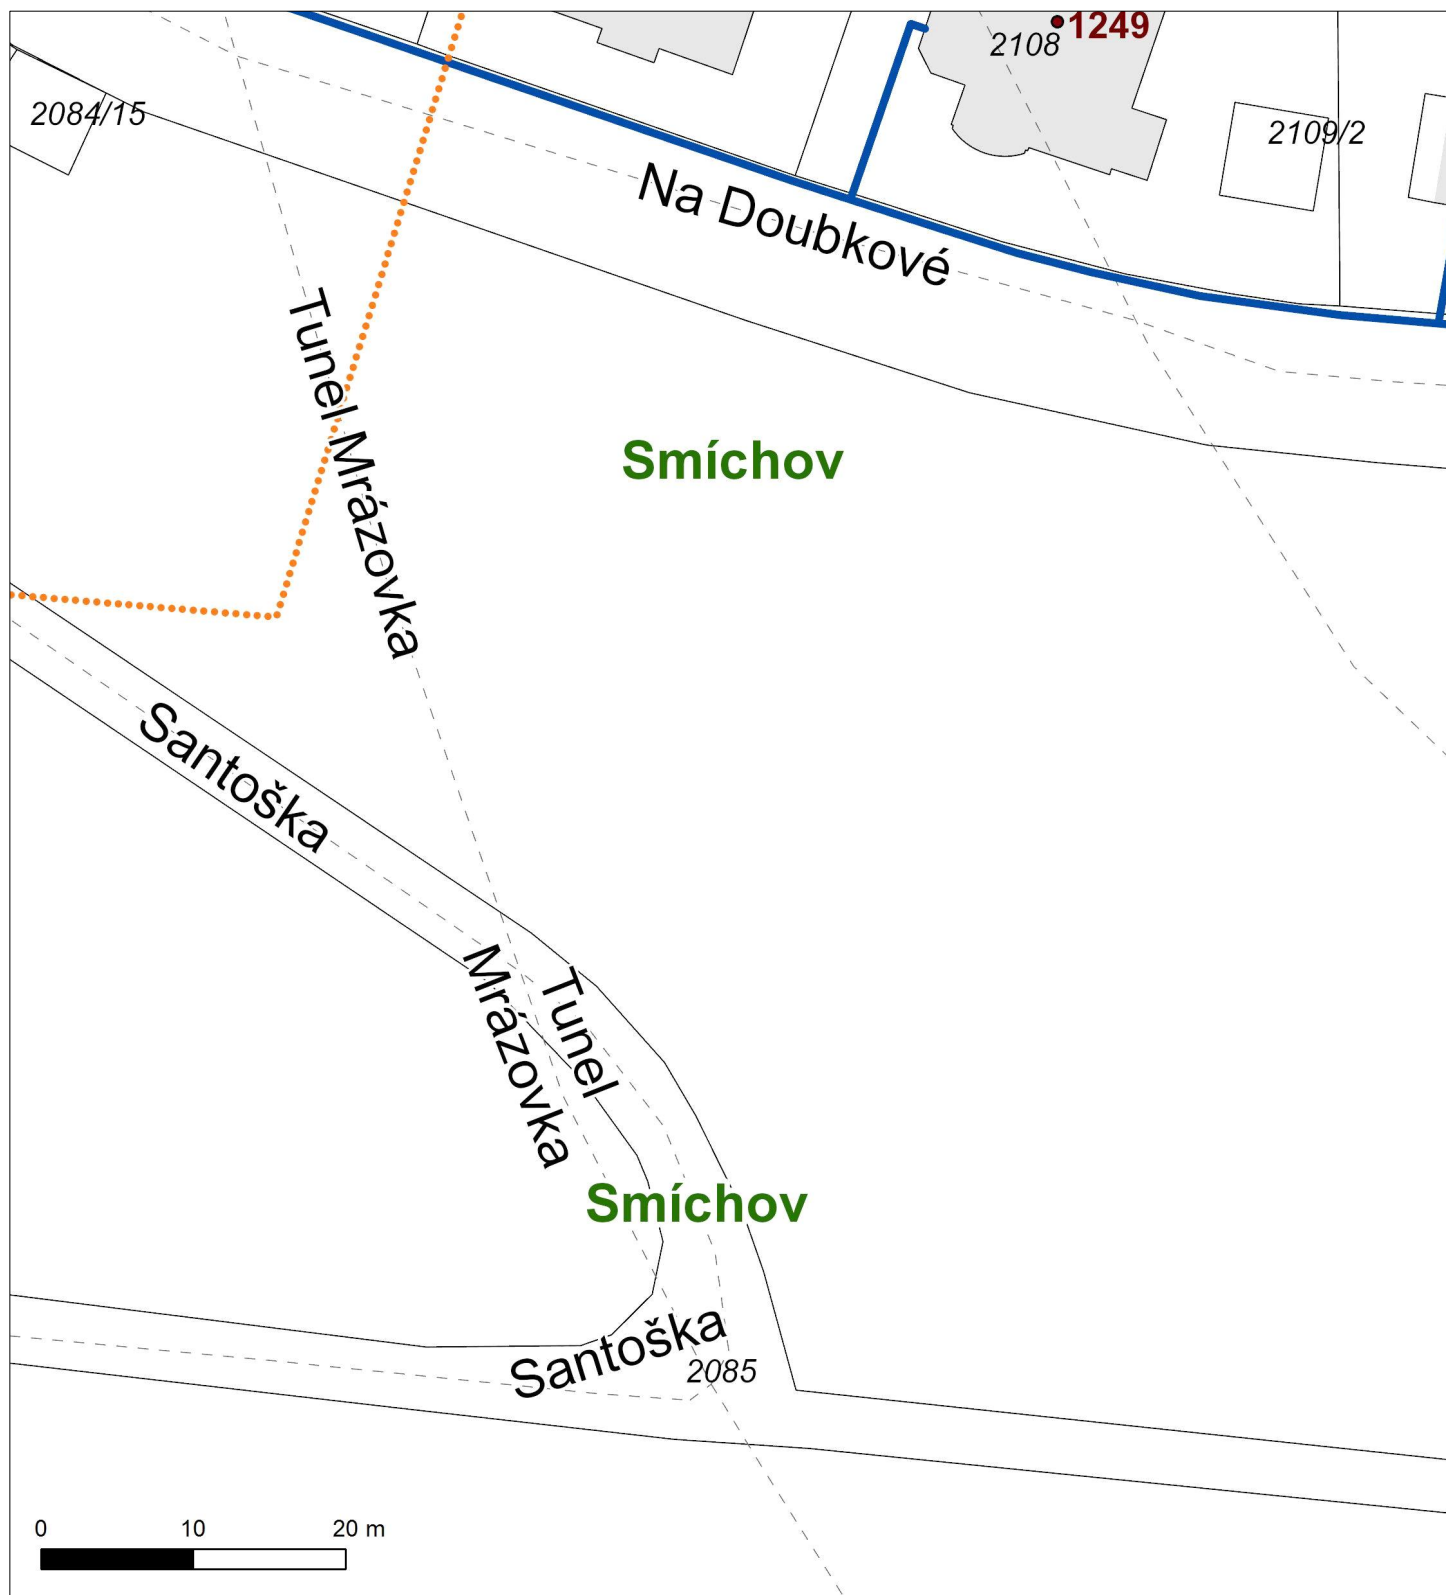 1249
2108
2084/15
2109/2
Na Doubkové
Tunel Mrázovka
Smíchov
Santoška
Tunel
Mrázovka
Smíchov
Santoška
2085
0 10 20 m